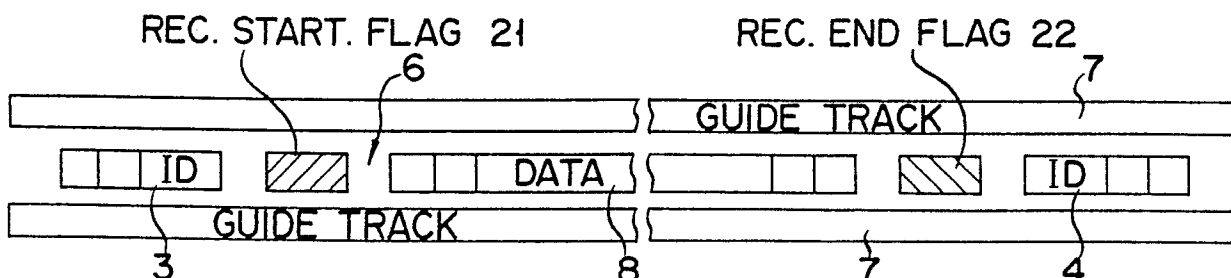 REC. START. FLAG 21
REC. END FLAG 22
6
7
GUIDE TRACK
ID
DATA
ID
GUIDE TRACK
3
8
7
4